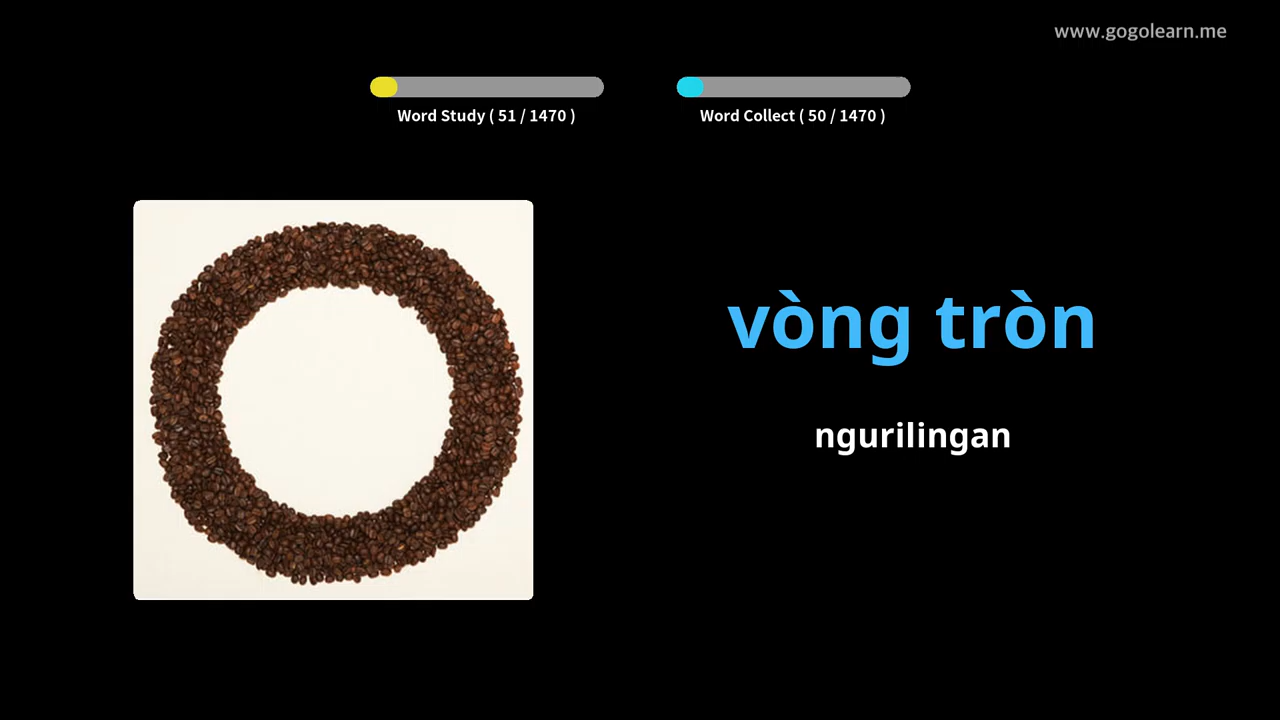 www.gogolearn.me
Word Study ( 51 / 1470 )
Word Collect ( 50 / 1470 )
vòng tròn
ngurilingan